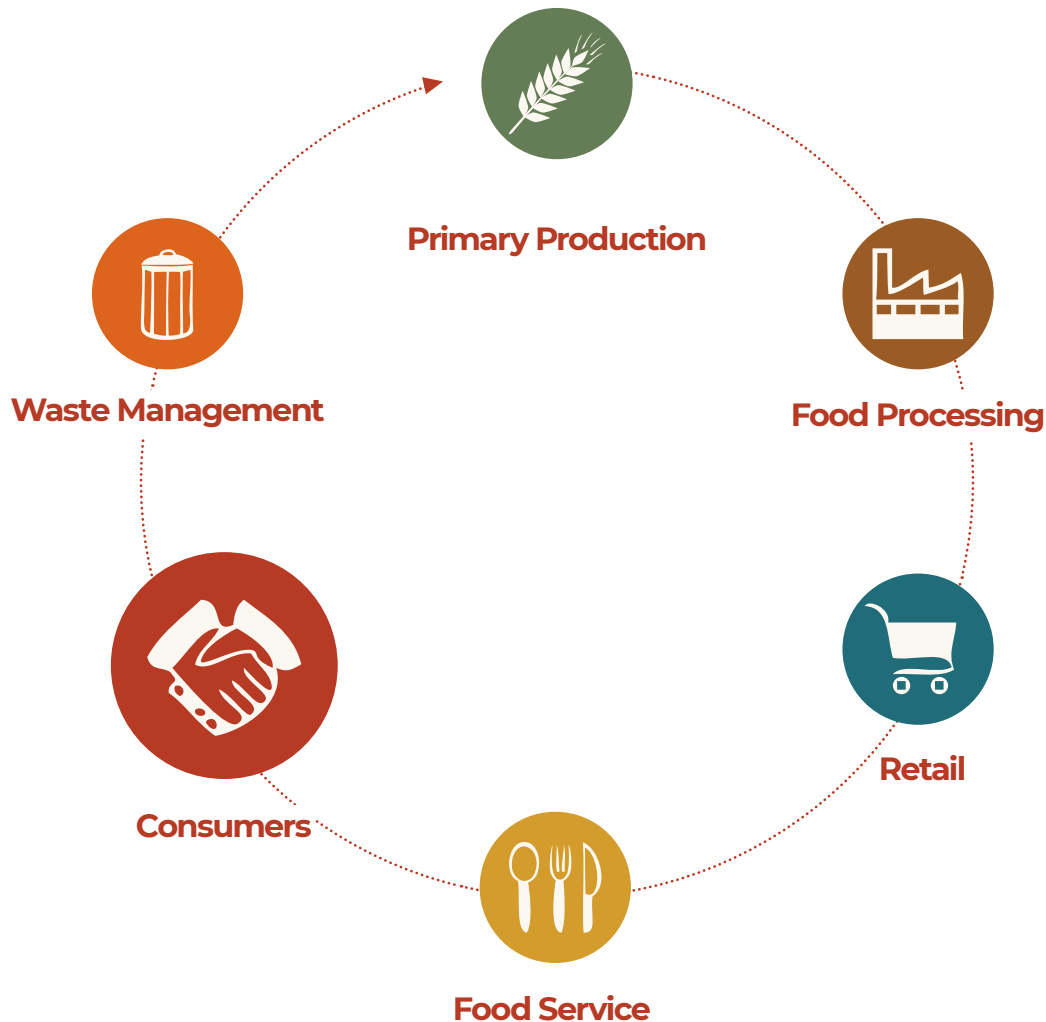 Primary Production
Waste Management
Food Processing
Retail
Consumers
Food Service